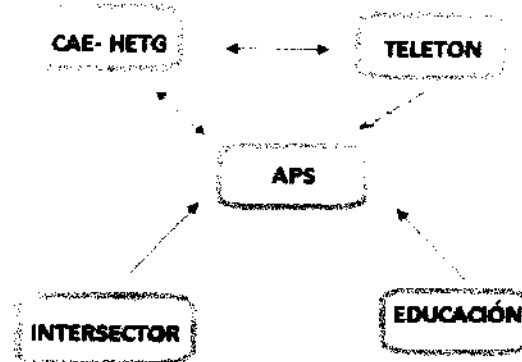 CAE- HETG
TELETON
APS
INTERSECTOR
EDUCACIÓN